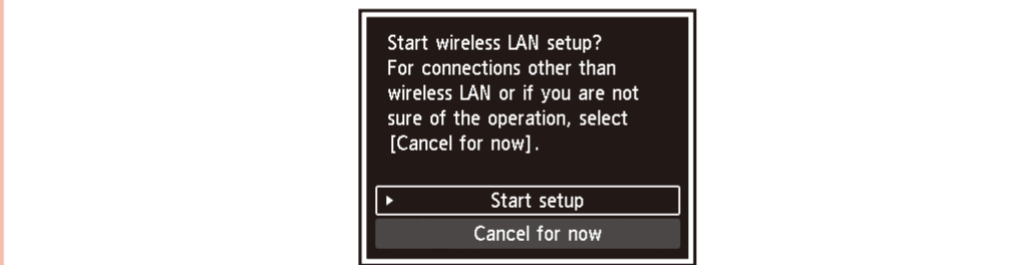 Start wireless LAN setup?
For connections other than
wireless LAN or if you are not
sure of the operation, select
[Cancel for now].
Start setup
Cancel for now